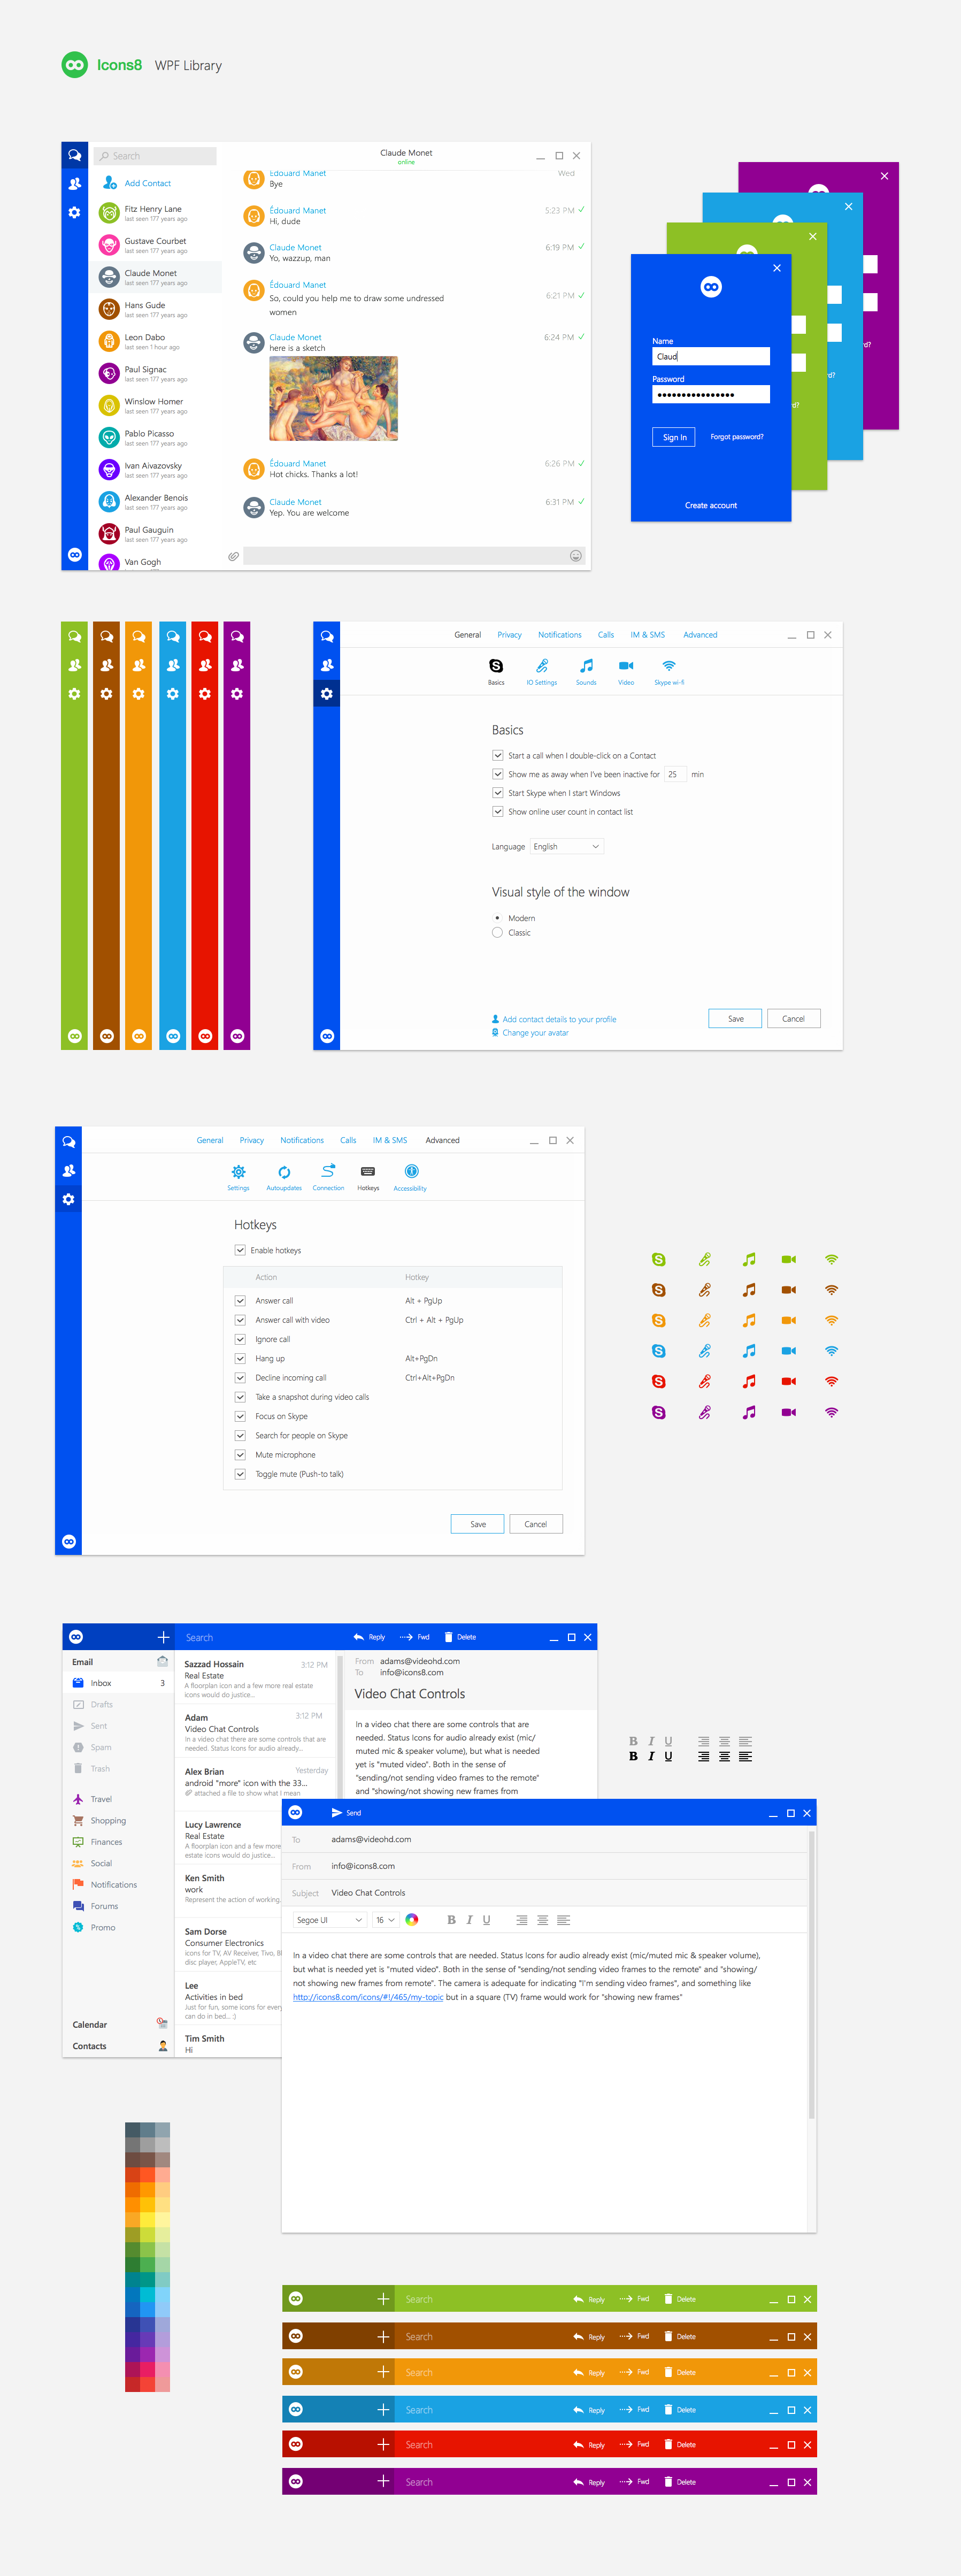 Icons8 WPF Library
Search
Add Contact
Fitz Henry Lane
last seen 177 years ago
Gustave Courbet
last seen 177 years ago
Claude Monet
last seen 177 years ago
Hans Gude
last seen 177 years ago
Leon Dabo
last seen 1 hour ago
Paul Signac
last seen 177 years ago
Winslow Homer
last seen 177 years ago
Pablo Picasso
last seen 177 years ago
Ivan Aivazovsky
last seen 177 years ago
Alexander Benois
last seen 177 years ago
Paul Gauguin
last seen 177 years ago
Van Gogh
Claude Monet
online
Édouard Manet Wed
Bye
Édouard Manet 5:23 PM
Hi, dude
Claude Monet 6:19 PM
Yo, wazzup, man
Édouard Manet
So, could you help me to draw some undressed 6:21 PM
women
Claude Monet 6:24 PM
here is a sketch
Édouard Manet 6:26 PM
Hot chicks. Thanks a lot!
Claude Monet 6:31 PM
Yep. You are welcome
Name
Claud
Password
Sign In Forgot password?
Create account
rd?
d?
rd?
General Privacy Notifications Calls IM & SMS Advanced
Basics IO Settings Sounds Video Skype wi-fi
Basics
Start a call when I double-click on a Contact
Show me as away when I've been inactive for 25 min
Start Skype when I start Windows
Show online user count in contact list
Language English
Visual style of the window
Modern
Classic
Add contact details to your profile
Change your avatar
Save Cancel
General Privacy Notifications Calls IM & SMS Advanced
Settings Autoupdates Connection Hotkeys Accessibility
Hotkeys
Enable hotkeys
Action Hotkey
Answer call Alt + PgUp
Answer call with video Ctrl + Alt + PgUp
Ignore call
Hang up Alt+PgDn
Decline incoming call Ctrl+Alt+PgDn
Take a snapshot during video calls
Focus on Skype
Search for people on Skype
Mute microphone
Toggle mute (Push-to talk)
Save Cancel
Search Reply Fwd Delete
Email
Inbox 3
Drafts
Sent
Spam
Trash
Travel
Shopping
Finances
Social
Notifications
Forums
Promo
Calendar
Contacts
Sazzad Hossain 3:12 PM
Real Estate
A floorplan icon and a few more real estate
icons would do justice...
Adam 3:12 PM
Video Chat Controls
In a video chat there are some controls that are
needed. Status Icons for audio already...
Alex Brian Yesterday
android "more" icon with the 33...
attached a file to show what I mean
Lucy Lawrence
Real Estate
A floorplan icon and a few more
estate icons would do justice...
Ken Smith
work
Represent the action of working.
Sam Dorse
Consumer Electronics
icons for TV, AV Receiver, Tivo, Bl
disc player, AppleTV, etc
Lee
Activities in bed
Just for fun, some icons for every
can do in bed... :)
Tim Smith
Hi
From adams@videohd.com
To info@icons8.com
Video Chat Controls
In a video chat there are some controls that are
needed. Status Icons for audio already exist (mic/
muted mic & speaker volume), but what is needed
yet is "muted video". Both in the sense of
"sending/not sending video frames to the remote"
and "showing/not showing new frames from
B I U
B I U
Send
To adams@videohd.com
From info@icons8.com
Subject Video Chat Controls
Segoe UI 16 B I U
In a video chat there are some controls that are needed. Status Icons for audio already exist (mic/muted mic & speaker volume),
but what is needed yet is "muted video". Both in the sense of "sending/not sending video frames to the remote" and "showing/
not showing new frames from remote". The camera is adequate for indicating "I'm sending video frames", and something like
http://icons8.com/icons/#!/465/my-topic but in a square (TV) frame would work for "showing new frames"
Search Reply Fwd Delete
Search Reply Fwd Delete
Search Reply Fwd Delete
Search Reply Fwd Delete
Search Reply Fwd Delete
Search Reply Fwd Delete